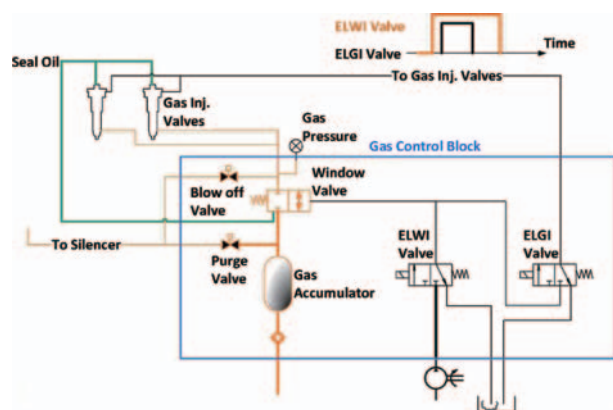 ELWI Valve
ELGI Valve
Time
Seal Oil
To Gas Inj. Valves
Gas Inj.
Valves
Gas
Pressure
Gas Control Block
Window
Valve
Blow off
Valve
To Silencer
ELWI
Valve
ELGI
Valve
Purge
Valve
Gas
Accumulator